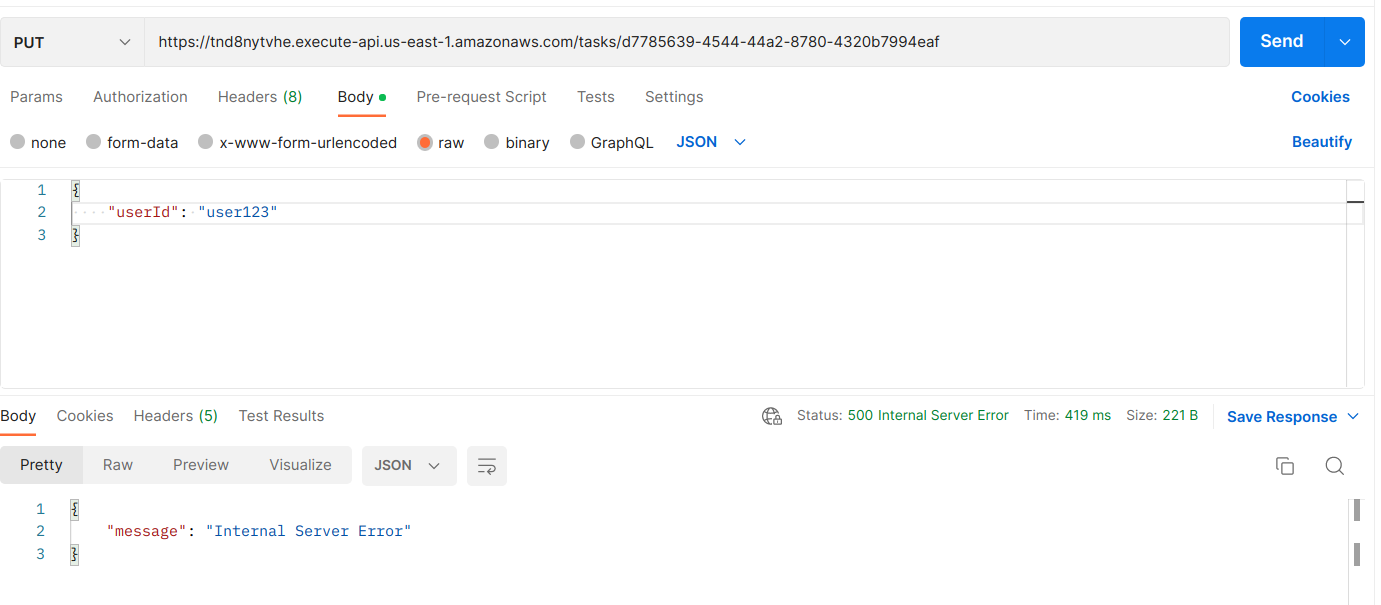 PUT https://tnd8nytvhe.execute-api.us-east-1.amazonaws.com/tasks/d7785639-4544-44a2-8780-4320b7994eaf Send
Params Authorization Headers (8) Body Pre-request Script Tests Settings Cookies
none form-data x-www-form-urlencoded raw binary GraphQL JSON Beautify
1 {
2 "userId": "user123"
3 }
Body Cookies Headers (5) Test Results Status: 500 Internal Server Error Time: 419 ms Size: 221 B Save Response
Pretty Raw Preview Visualize JSON
1 {
2 "message": "Internal Server Error"
3 }